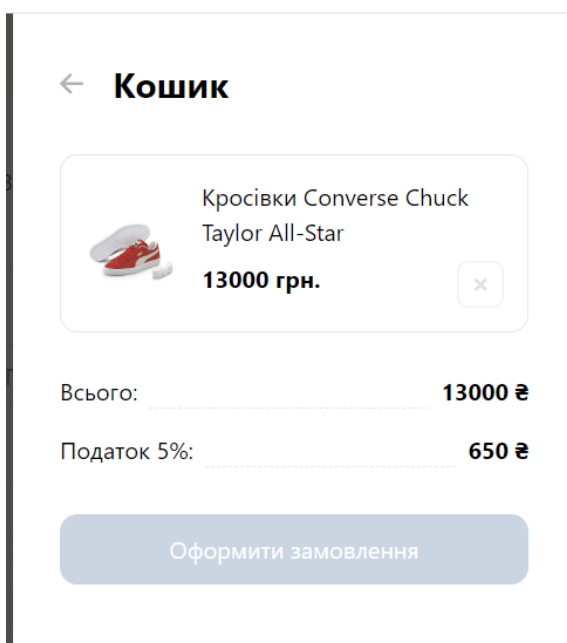 Кошик
Кросівки Converse Chuck
Taylor All-Star
13000 грн.
Всього: 13000 ₴
Податок 5%: 650 ₴
Оформити замовлення